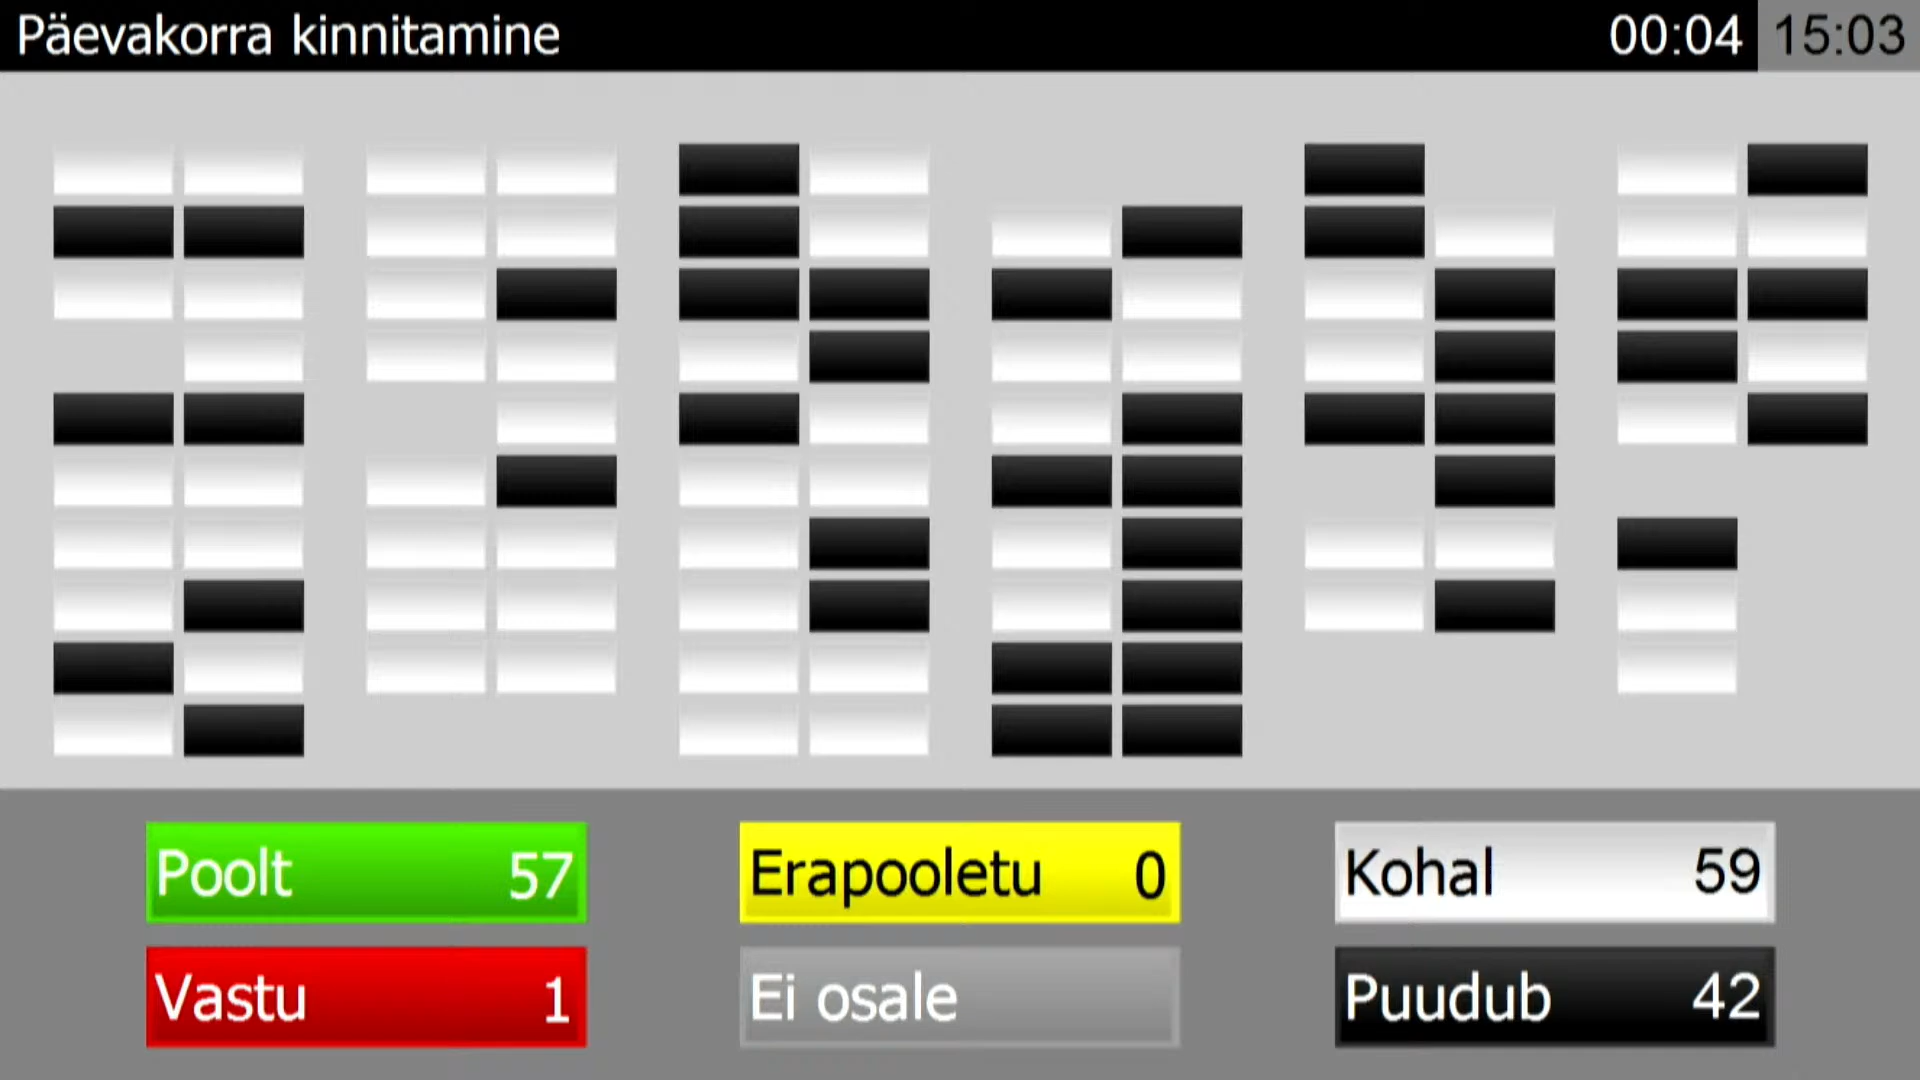 Päevakorra kinnitamine 00:04 15:03
Poolt 57 Erapooletu 0 Kohal 59
Vastu 1 Ei osale Puudub 42